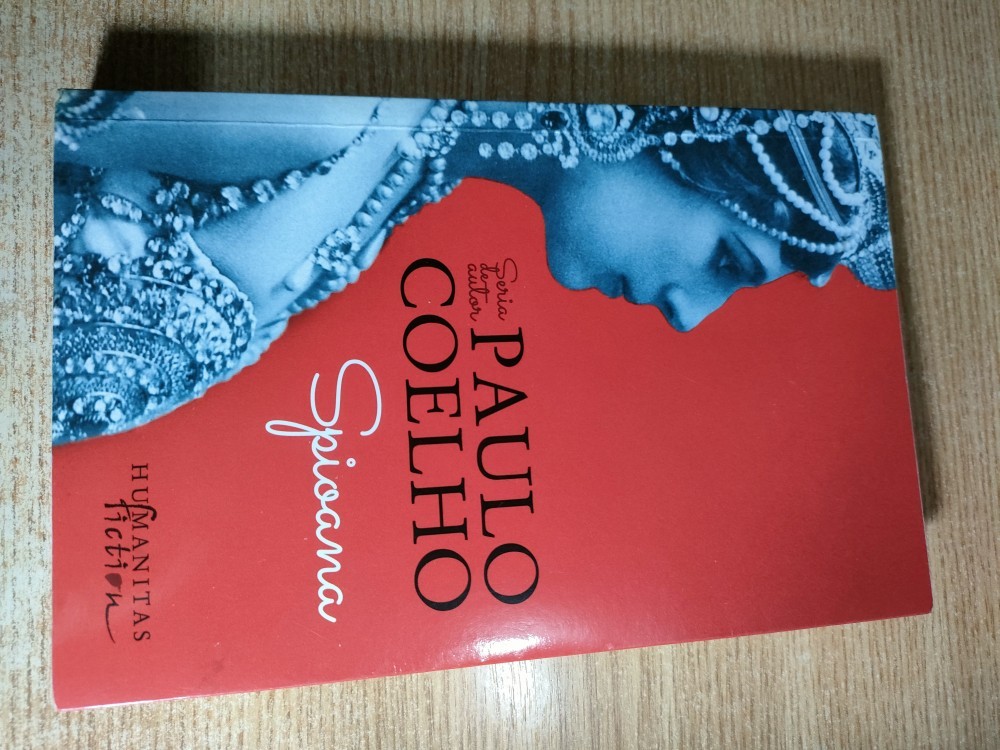 Seria
de
autor
PAULO
COELHO
Spioana
HUMANITAS
fiction